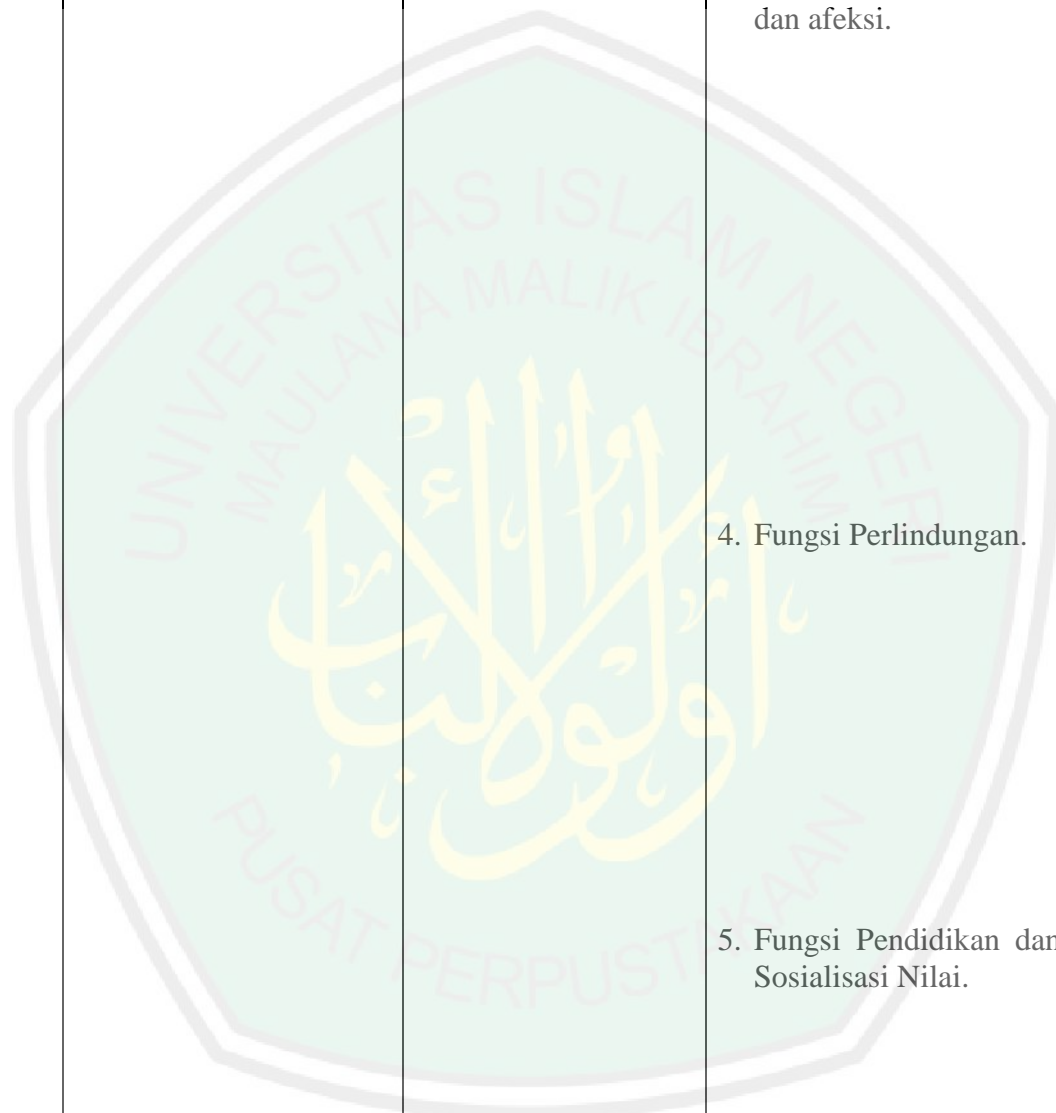 dan afeksi.
UNIVERSITAS ISLAM NEGERI
MAULANA MALIK IBRAHIM
4. Fungsi Perlindungan.
5. Fungsi Pendidikan dan
Sosialisasi Nilai.
PUSAT PERPUSTAKAAN